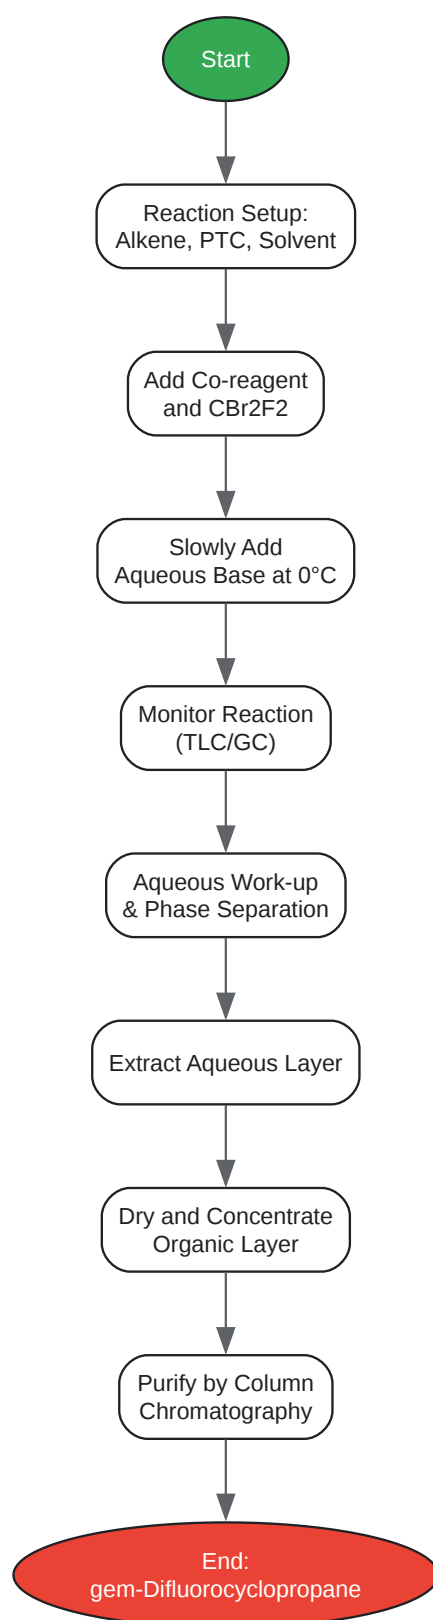 Start
Reaction Setup:
Alkene, PTC, Solvent
Add Co-reagent
and CBr2F2
Slowly Add
Aqueous Base at 0°C
Monitor Reaction
(TLC/GC)
Aqueous Work-up
& Phase Separation
Extract Aqueous Layer
Dry and Concentrate
Organic Layer
Purify by Column
Chromatography
End:
gem-Difluorocyclopropane